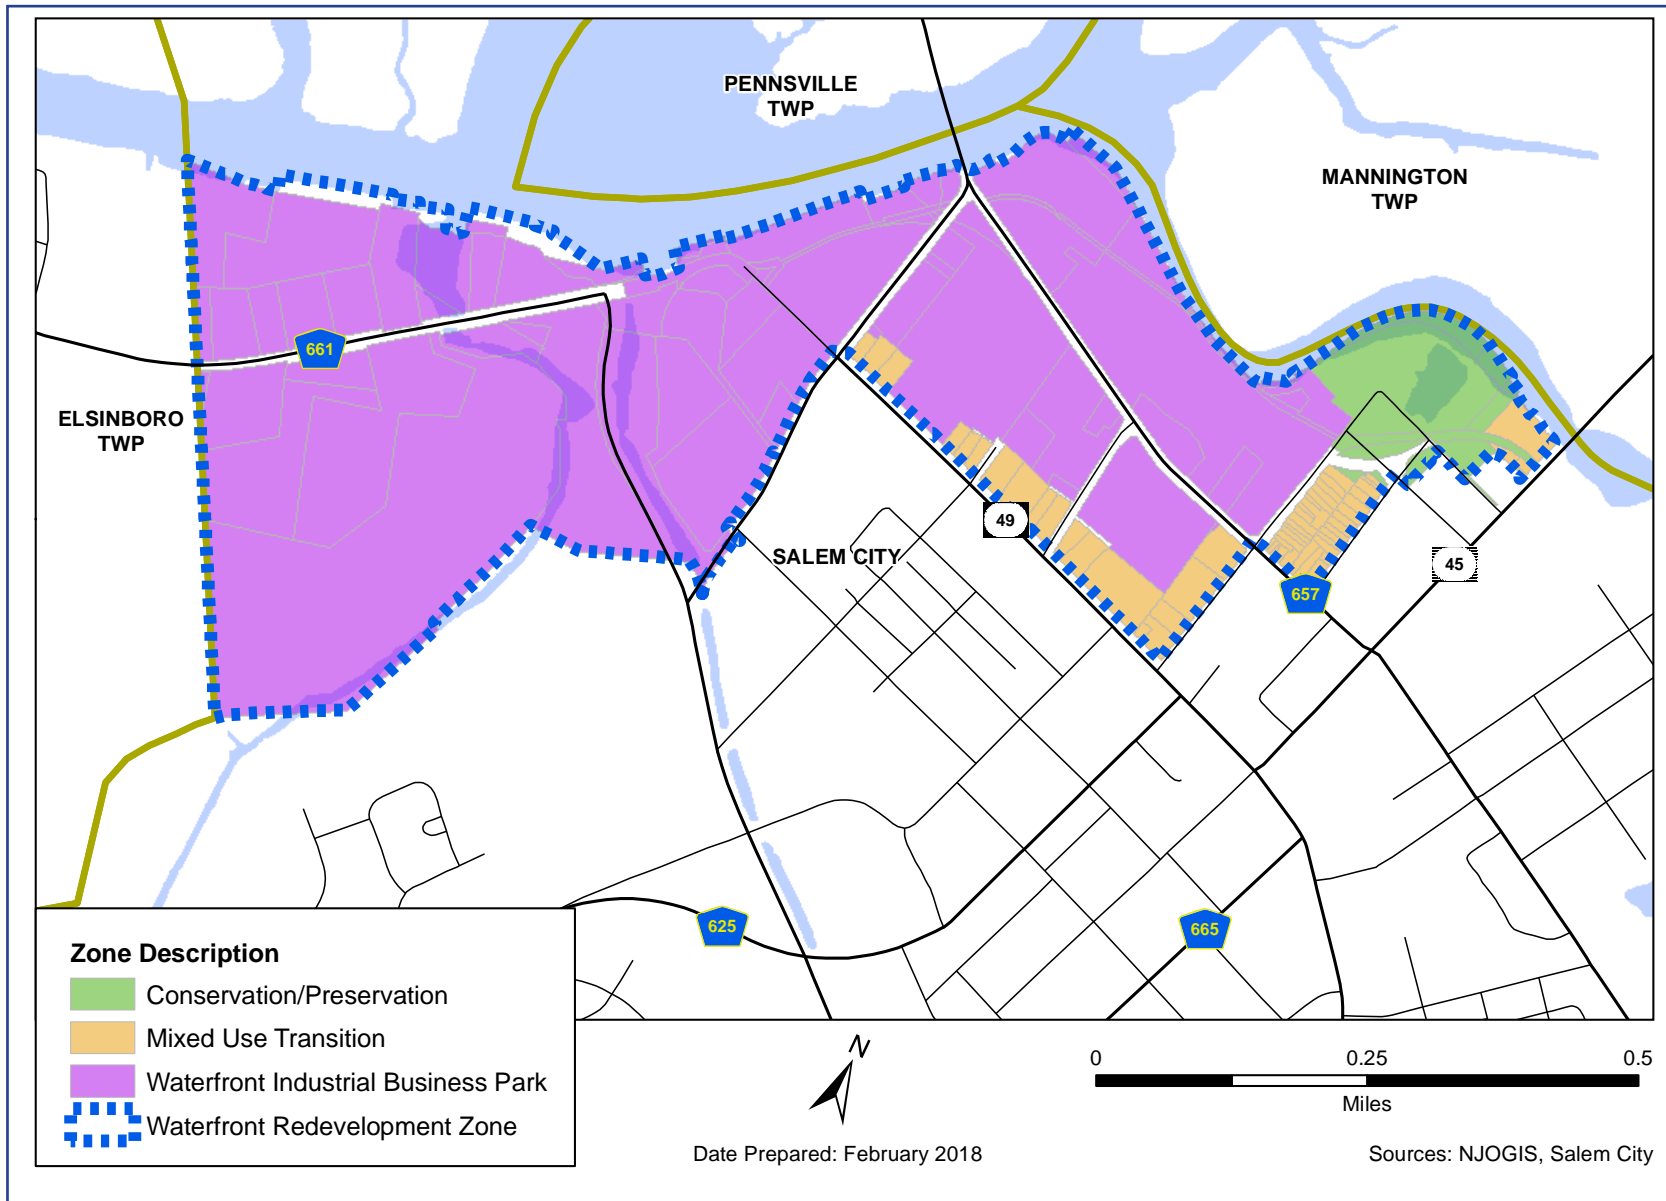 PENNSVILLE
TWP
MANNINGTON
TWP
661
ELSINBORO
TWP
49
SALEM CITY
45
657
625
665
Zone Description
Conservation/Preservation
Mixed Use Transition
Waterfront Industrial Business Park
Waterfront Redevelopment Zone
N
0 0.25 0.5
Miles
Date Prepared: February 2018
Sources: NJOGIS, Salem City